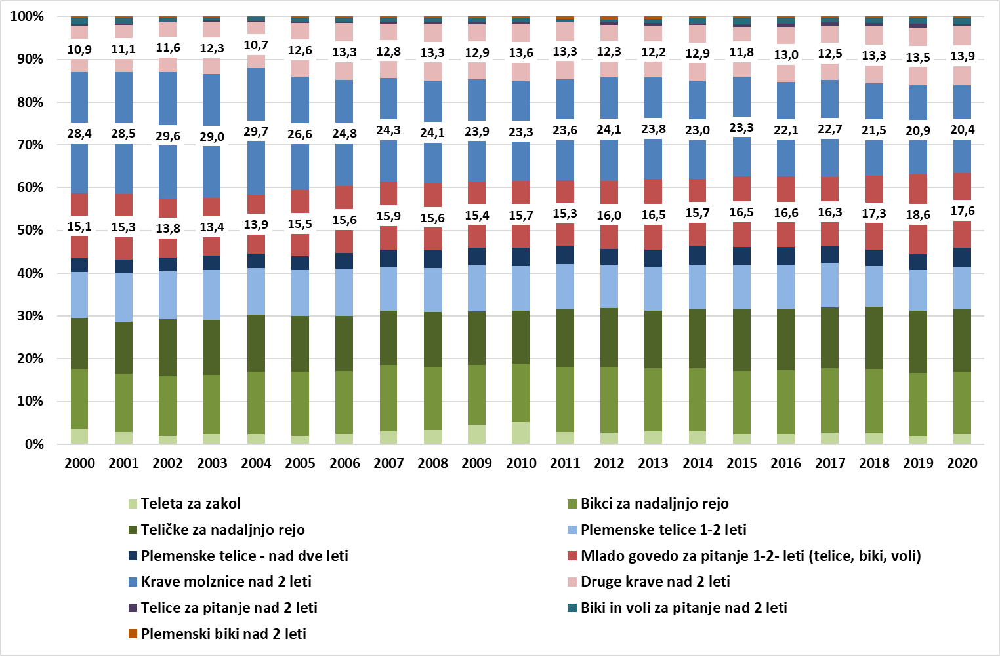 100%
90%
80%
70%
60%
50%
40%
30%
20%
10%
0%
10,9 11,1 11,6 12,3 10,7 12,6 13,3 12,8 13,3 12,9 13,6 13,3 12,3 12,2 12,9 11,8 13,0 12,5 13,3 13,5 13,9
28,4 28,5 29,6 29,0 29,7 26,6 24,8 24,3 24,1 23,9 23,3 23,6 24,1 23,8 23,0 23,3 22,1 22,7 21,5 20,9 20,4
15,1 15,3 13,8 13,4 13,9 15,5 15,6 15,9 15,6 15,4 15,7 15,3 16,0 16,5 15,7 16,5 16,6 16,3 17,3 18,6 17,6
2000 2001 2002 2003 2004 2005 2006 2007 2008 2009 2010 2011 2012 2013 2014 2015 2016 2017 2018 2019 2020
Teleta za zakol
Bikci za nadaljnjo rejo
Teličke za nadaljnjo rejo
Plemenske telice 1-2 leti
Plemenske telice - nad dve leti
Mlado govedo za pitanje 1-2- leti (telice, biki, voli)
Krave molznice nad 2 leti
Druge krave nad 2 leti
Telice za pitanje nad 2 leti
Biki in voli za pitanje nad 2 leti
Plemenski biki nad 2 leti